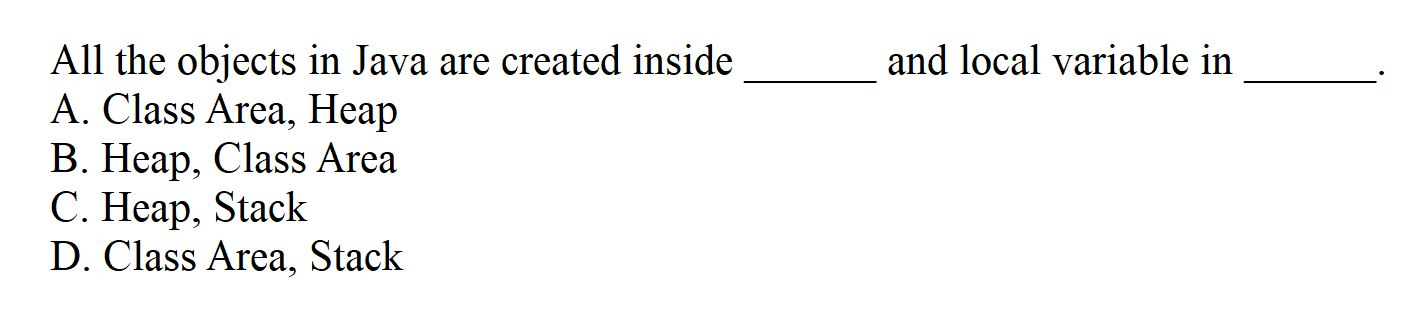 All the objects in Java are created inside ______ and local variable in ______.
A. Class Area, Heap
B. Heap, Class Area
C. Heap, Stack
D. Class Area, Stack